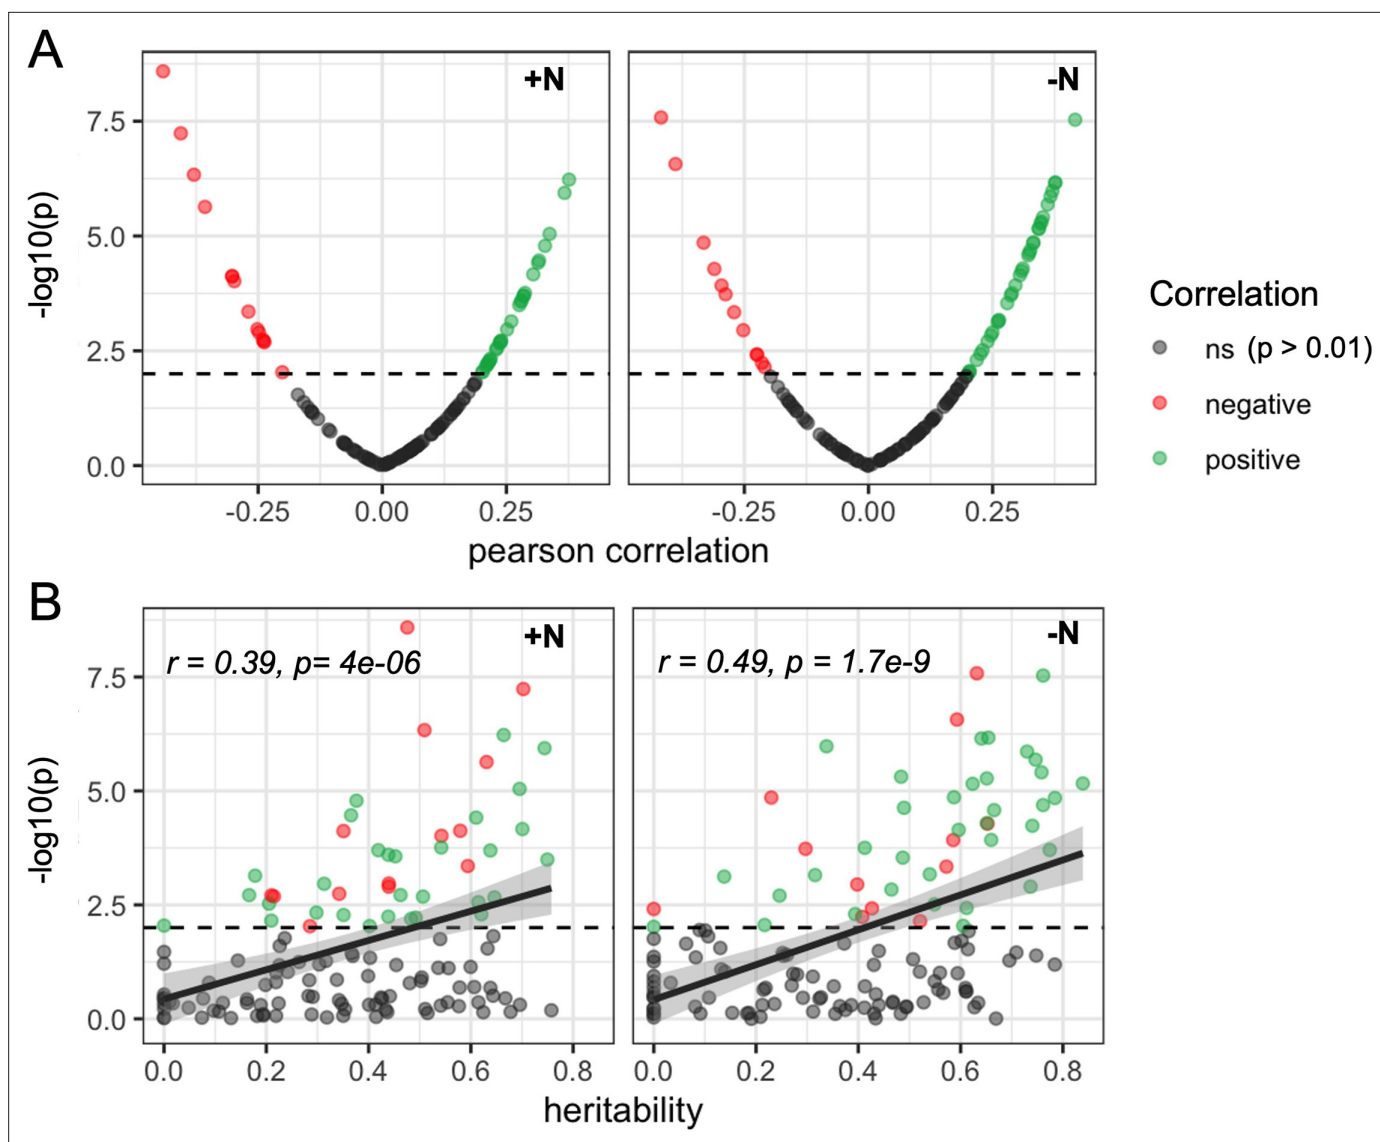 A
+N
-N
7.5
5.0
2.5
0.0
-log10(p)
-0.25
0.00
0.25
-0.25
0.00
0.25
pearson correlation
Correlation
ns (p > 0.01)
negative
positive
B
+N
-N
r = 0.39, p= 4e-06
r = 0.49, p = 1.7e-9
7.5
5.0
2.5
0.0
-log10(p)
0.0
0.2
0.4
0.6
0.8
0.0
0.2
0.4
0.6
0.8
heritability